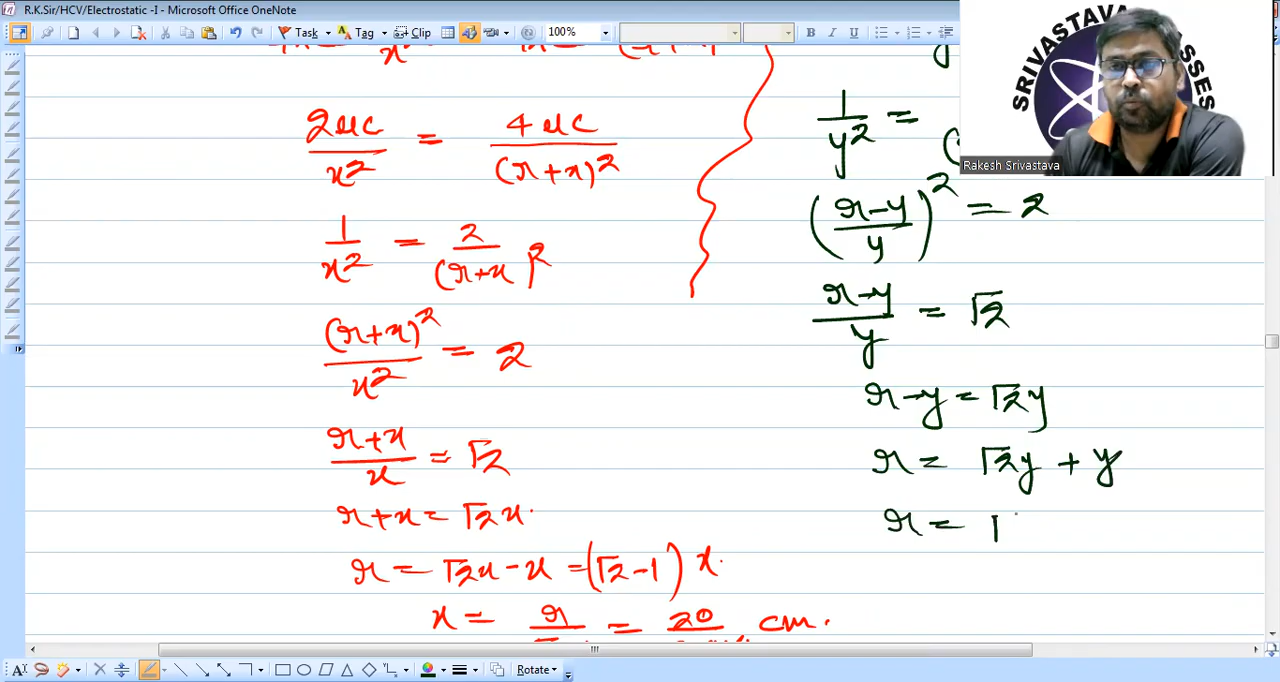 R.K.Sir/HCV/Electrostatic -I - Microsoft Office OneNote
Task Tag Clip 100% B I U
SRIVASTAVA CLASSES
Rakesh Srivastava
2uc/x² = 4uc/(r+x)²
1/x² = 2/(r+x)²
(r+x)²/x² = 2
(r+x)/x = √2
r+x = √2x.
r = √2x-x = (√2-1) x.
x = r/ = 20/ cm.
1/y² =
((r-y)/y)² = 2
(r-y)/y = √2
r-y = √2y
r = √2y + y
r = 1
A Rotate